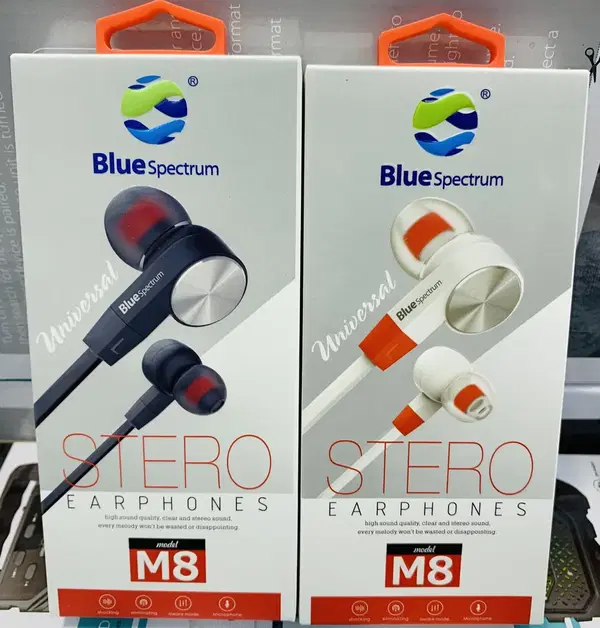 Blue Spectrum
Universal
Blue Spectrum
STERO
EARPHONES
high sound quality, clear and stereo sound.
every melody won't be wasted or disappointing.
model
M8
Blue Spectrum
Universal
Blue Spectrum
STERO
EARPHONES
high sound quality, clear and stereo sound.
every melody won't be wasted or disappointing.
model
M8